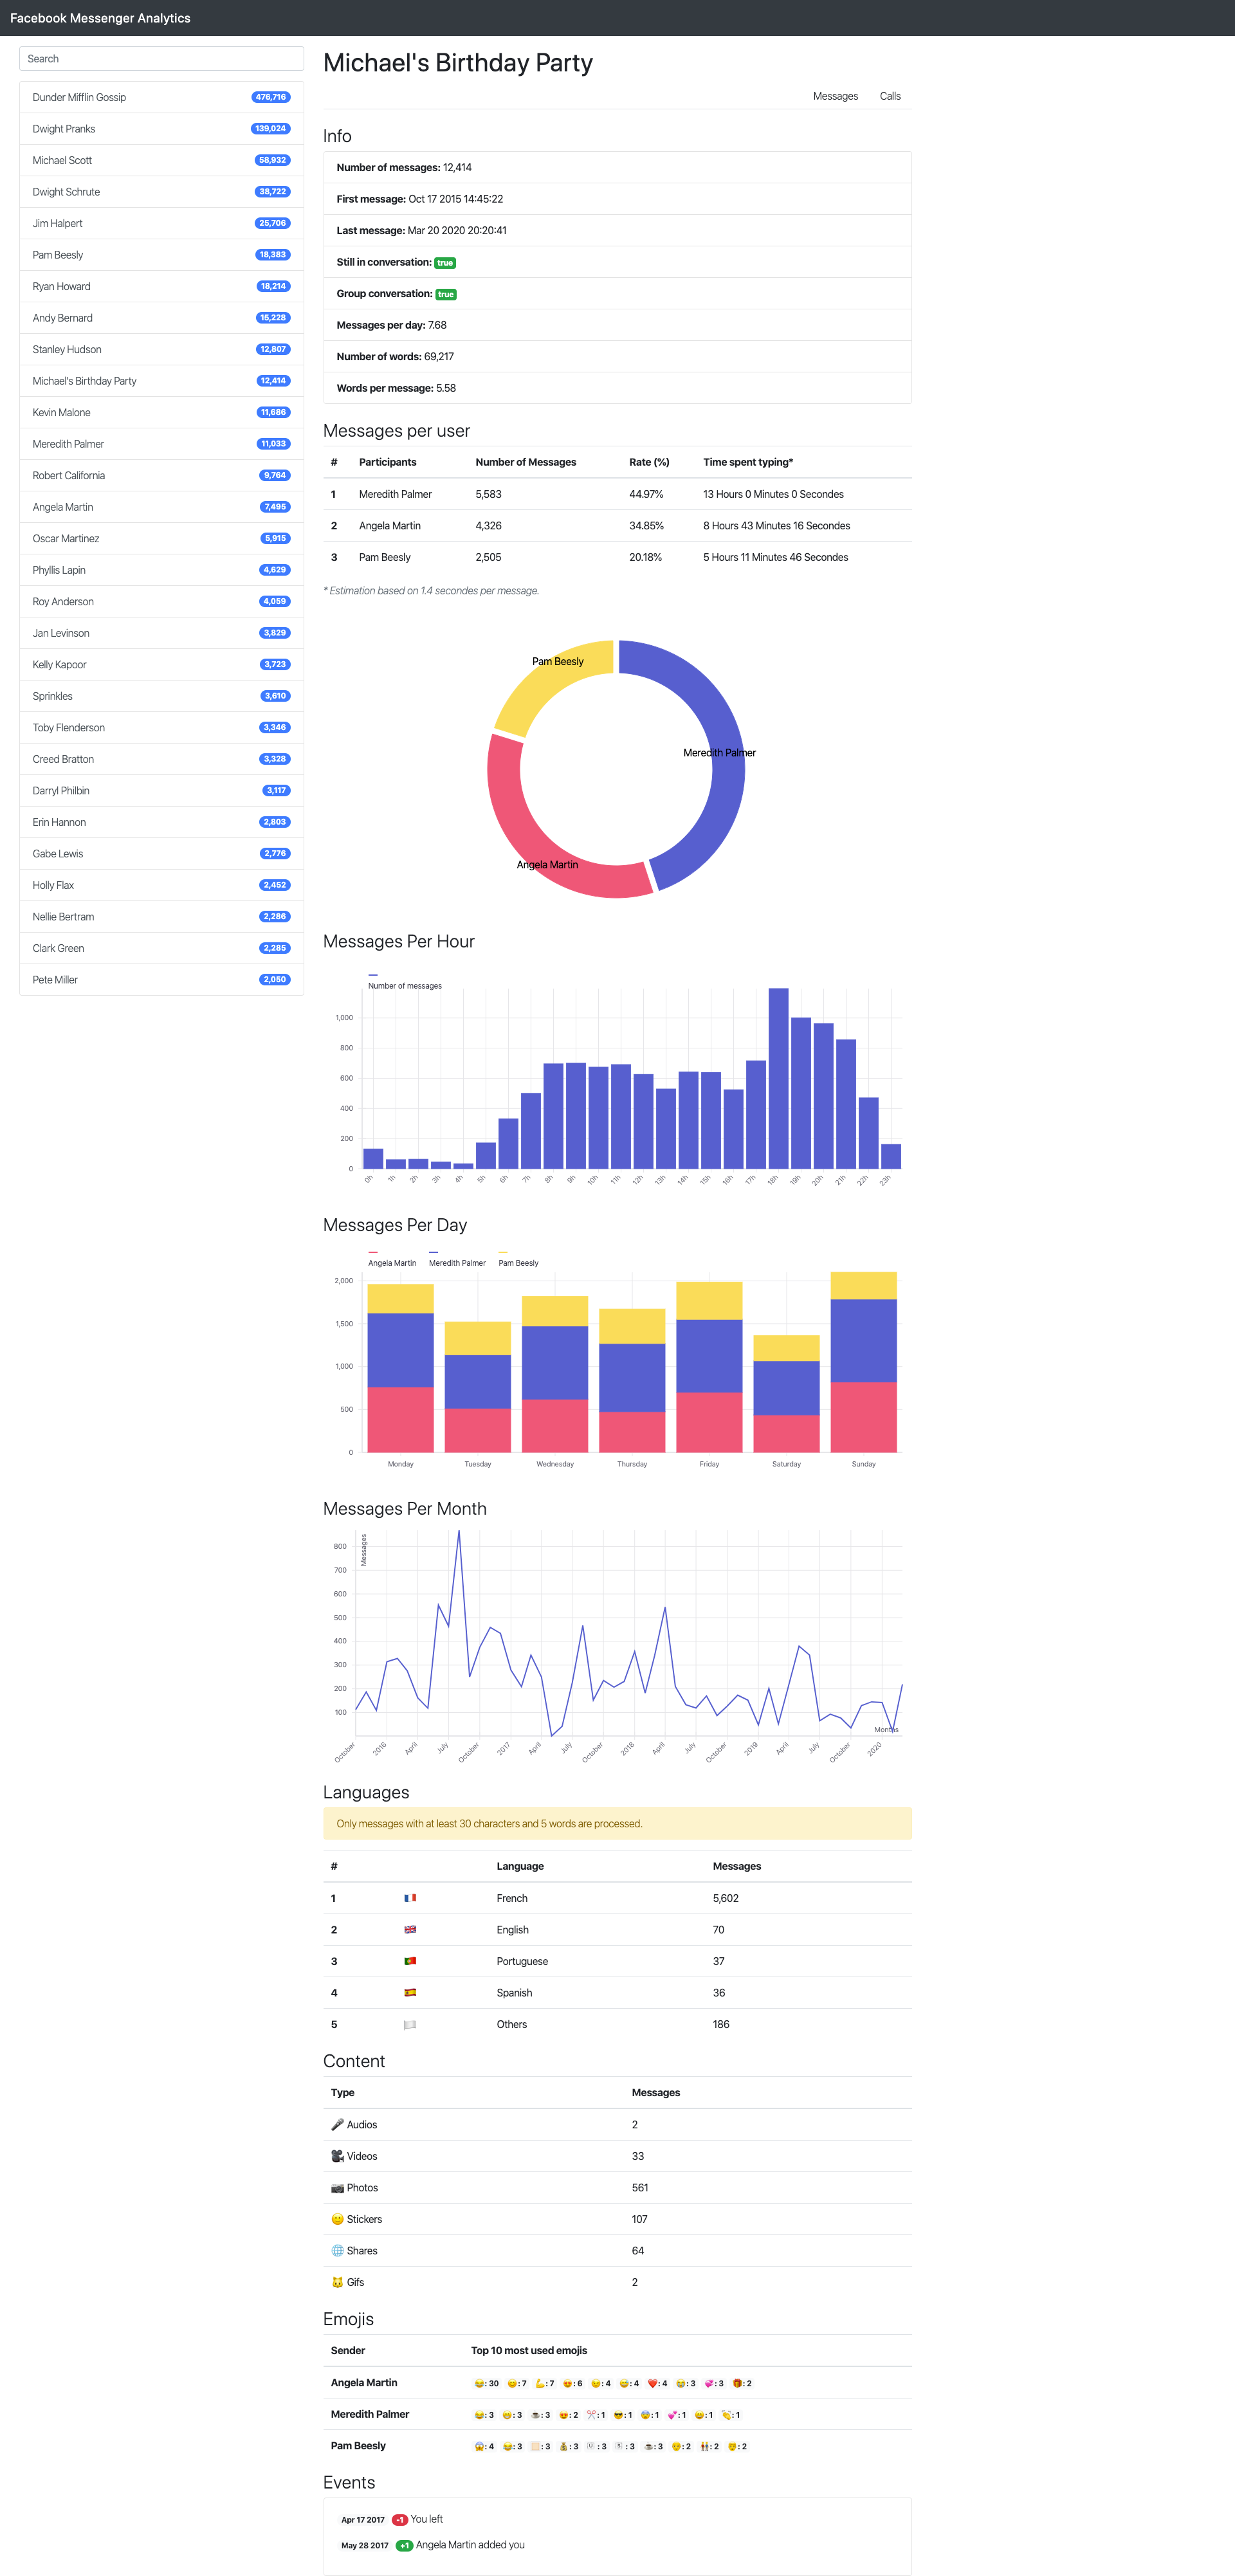 Facebook Messenger Analytics
Search
Dunder Mifflin Gossip 476,716
Dwight Pranks 139,024
Michael Scott 58,932
Dwight Schrute 38,722
Jim Halpert 25,706
Pam Beesly 18,383
Ryan Howard 18,214
Andy Bernard 15,228
Stanley Hudson 12,807
Michael's Birthday Party 12,414
Kevin Malone 11,686
Meredith Palmer 11,033
Robert California 9,764
Angela Martin 7,495
Oscar Martinez 5,915
Phyllis Lapin 4,629
Roy Anderson 4,059
Jan Levinson 3,829
Kelly Kapoor 3,723
Sprinkles 3,610
Toby Flenderson 3,346
Creed Bratton 3,328
Darryl Philbin 3,117
Erin Hannon 2,803
Gabe Lewis 2,776
Holly Flax 2,452
Nellie Bertram 2,286
Clark Green 2,285
Pete Miller 2,050
Michael's Birthday Party
Messages Calls
Info
Number of messages: 12,414
First message: Oct 17 2015 14:45:22
Last message: Mar 20 2020 20:20:41
Still in conversation: true
Group conversation: true
Messages per day: 7.68
Number of words: 69,217
Words per message: 5.58
Messages per user
# Participants Number of Messages Rate (%) Time spent typing*
1 Meredith Palmer 5,583 44.97% 13 Hours 0 Minutes 0 Secondes
2 Angela Martin 4,326 34.85% 8 Hours 43 Minutes 16 Secondes
3 Pam Beesly 2,505 20.18% 5 Hours 11 Minutes 46 Secondes
* Estimation based on 1.4 secondes per message.
Pam Beesly
Meredith Palmer
Angela Martin
Messages Per Hour
Number of messages
1,000
800
600
400
200
0
0h 1h 2h 3h 4h 5h 6h 7h 8h 9h 10h 11h 12h 13h 14h 15h 16h 17h 18h 19h 20h 21h 22h 23h
Messages Per Day
Angela Martin Meredith Palmer Pam Beesly
2,000
1,500
1,000
500
0
Monday Tuesday Wednesday Thursday Friday Saturday Sunday
Messages Per Month
Messages
800
700
600
500
400
300
200
100
Months
October 2016 April July October 2017 April July October 2018 April July October 2019 April July October 2020
Languages
Only messages with at least 30 characters and 5 words are processed.
# Language Messages
1 French 5,602
2 English 70
3 Portuguese 37
4 Spanish 36
5 Others 186
Content
Type Messages
Audios 2
Videos 33
Photos 561
Stickers 107
Shares 64
Gifs 2
Emojis
Sender Top 10 most used emojis
Angela Martin : 30 : 7 : 7 : 6 : 4 : 4 : 4 : 3 : 3 : 2
Meredith Palmer : 3 : 3 : 3 : 2 : 1 : 1 : 1 : 1 : 1 : 1
Pam Beesly : 4 : 3 : 3 : 3 : 3 : 3 : 3 : 2 : 2 : 2
Events
Apr 17 2017 -1 You left
May 28 2017 +1 Angela Martin added you